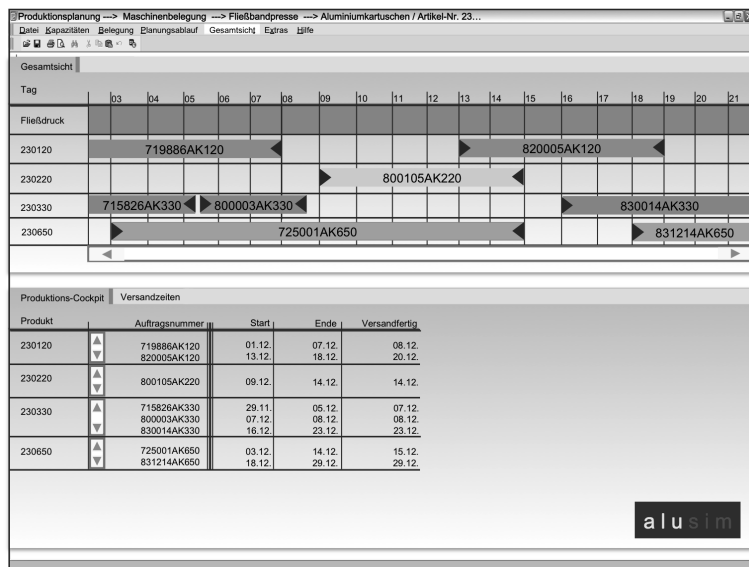 Produktionsplanung ---> Maschinenbelegung ---> Fließbandpresse ---> Aluminiumkartuschen / Artikel-Nr. 23…
Datei Kapazitäten Belegung Planungsablauf Gesamtsicht Extras Hilfe
Gesamtsicht
Tag
03 04 05 06 07 08 09 10 11 12 13 14 15 16 17 18 19 20 21
Fließdruck
230120 719886AK120 820005AK120
230220 800105AK220
230330 715826AK330 800003AK330 830014AK330
230650 725001AK650 831214AK650
Produktions-Cockpit Versandzeiten
Produkt Auftragsnummer Start Ende Versandfertig
230120 719886AK120 01.12. 07.12. 08.12.
820005AK120 13.12. 18.12. 20.12.
230220 800105AK220 09.12. 14.12. 14.12.
230330 715826AK330 29.11. 05.12. 07.12.
800003AK330 07.12. 08.12. 08.12.
830014AK330 16.12. 23.12. 23.12.
230650 725001AK650 03.12. 14.12. 15.12.
831214AK650 18.12. 29.12. 29.12.
alusim